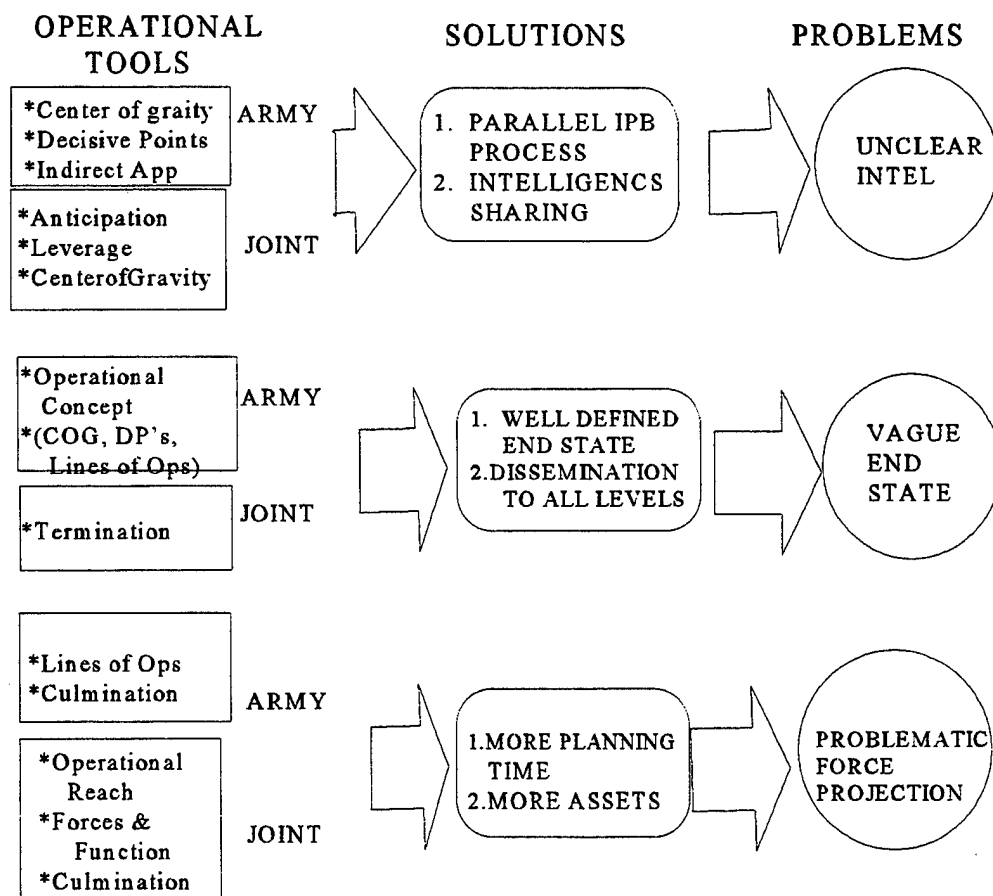 OPERATIONAL
TOOLS
SOLUTIONS
PROBLEMS
*Center of graity
*Decisive Points
*Indirect App
ARMY
*Anticipation
*Leverage
*CenterofGravity
JOINT
1. PARALLEL IPB
PROCESS
2. INTELLIGENCS
SHARING
UNCLEAR
INTEL
*Operational
Concept
*(COG, DP's,
Lines of Ops)
ARMY
*Termination
JOINT
1. WELL DEFINED
END STATE
2.DISSEMINATION
TO ALL LEVELS
VAGUE
END
STATE
*Lines of Ops
*Culmination
ARMY
*Operational
Reach
*Forces &
Function
*Culmination
JOINT
1.MORE PLANNING
TIME
2.MORE ASSETS
PROBLEMATIC
FORCE
PROJECTION